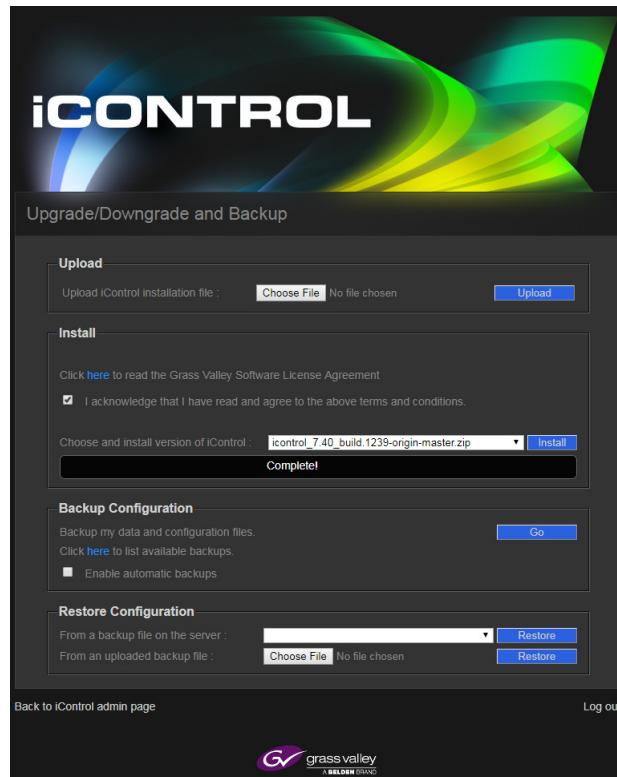 iCONTROL
Upgrade/Downgrade and Backup
Upload
Upload iControl installation file : Choose File No file chosen Upload
Install
Click here to read the Grass Valley Software License Agreement
I acknowledge that I have read and agree to the above terms and conditions.
Choose and install version of iControl : icontrol_7.40_build.1239-origin-master.zip Install
Complete!
Backup Configuration
Backup my data and configuration files. Go
Click here to list available backups.
Enable automatic backups
Restore Configuration
From a backup file on the server : Restore
From an uploaded backup file : Choose File No file chosen Restore
Back to iControl admin page Log ou
GV grass valley
A BELDEN BRAND